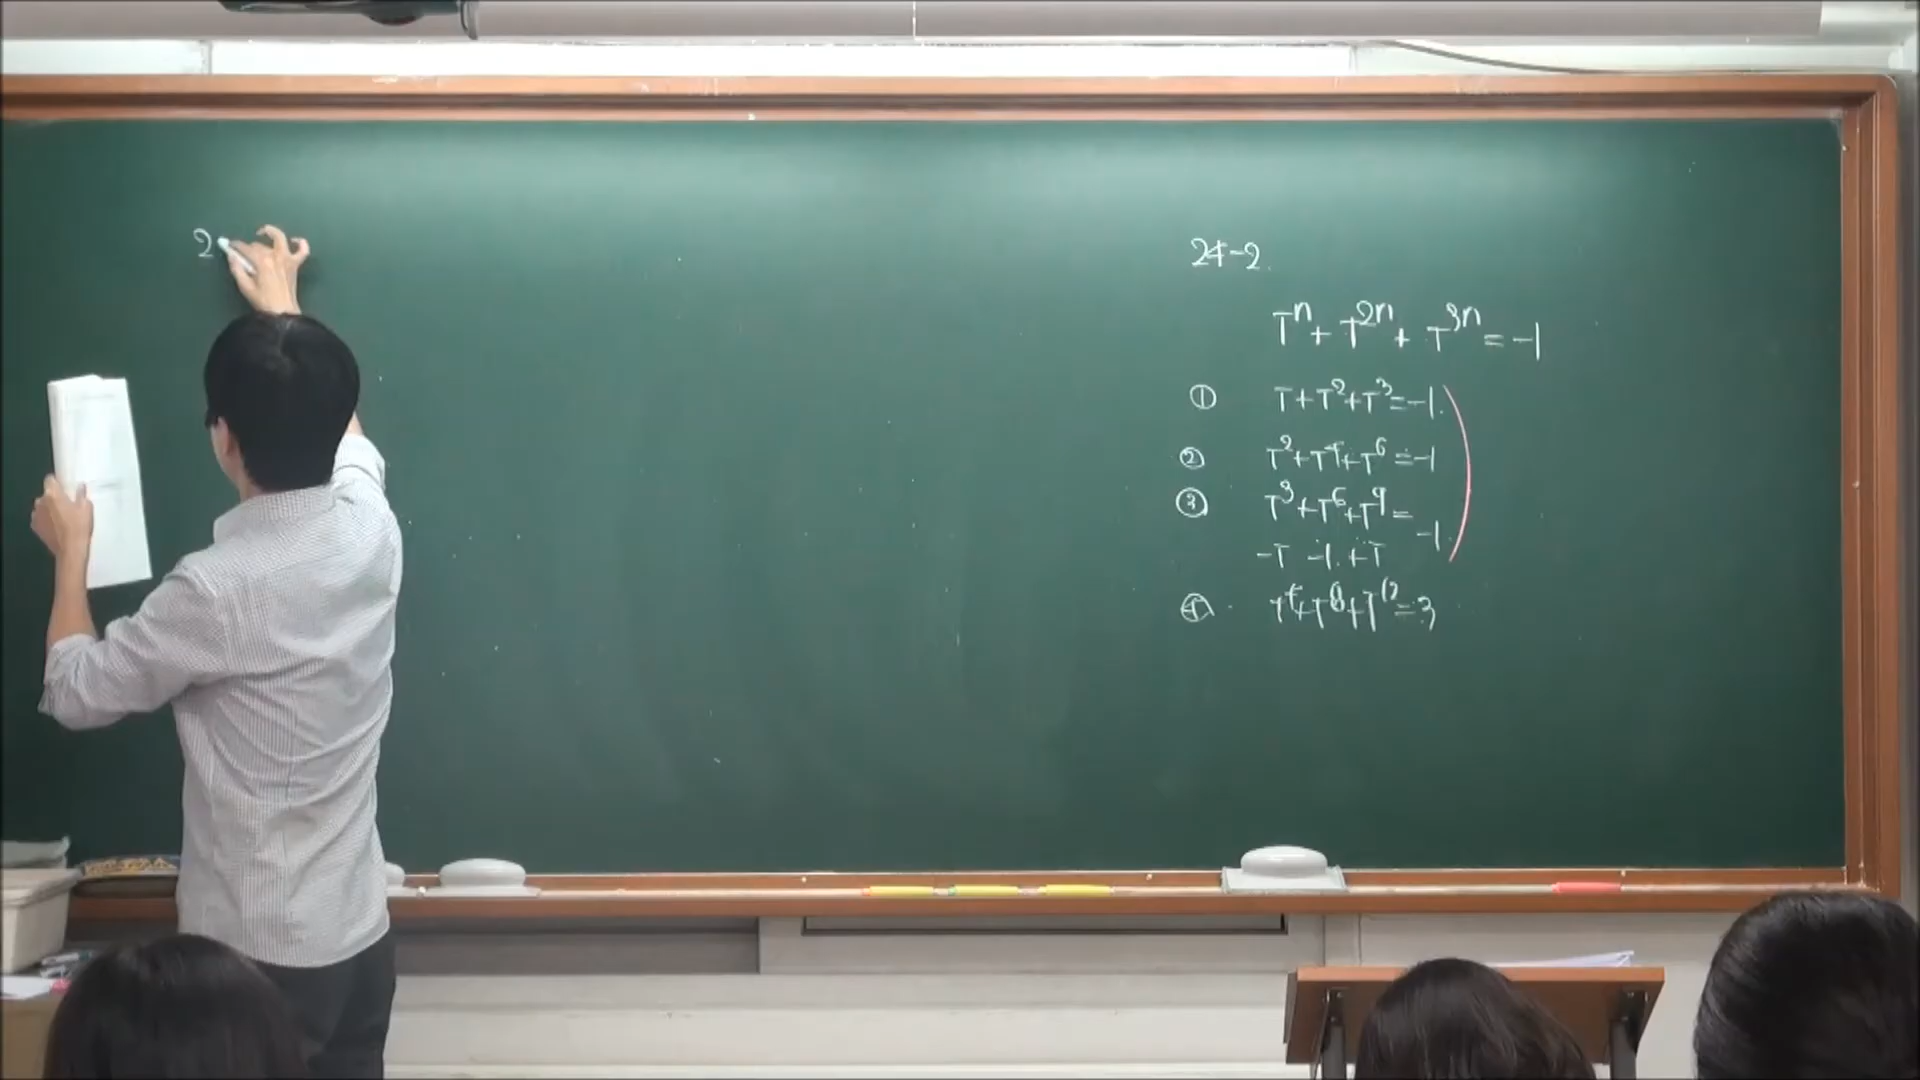 2
24-2.
T^n + T^2n + T^3n = -1
① T+T^2+T^3=-1.
② T^2+T^4+T^6=-1
③ T^3+T^6+T^9=
-1.
-T -1. +T
④. T^4+T^8+T^12=3